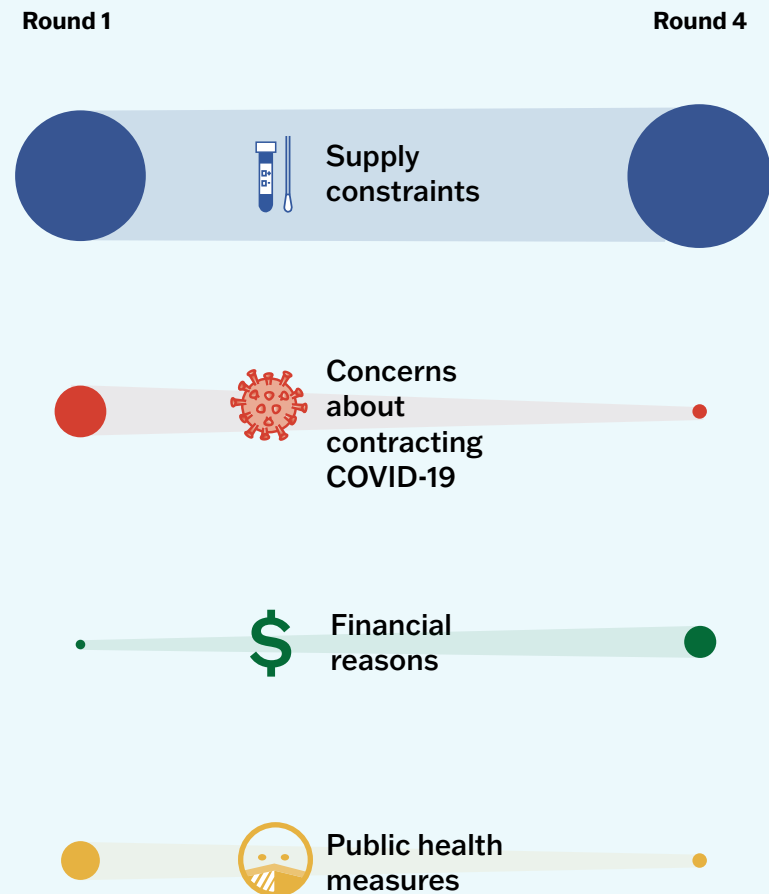 Round 1
Round 4
Supply
constraints
Concerns
about
contracting
COVID-19
$
Financial
reasons
Public health
measures